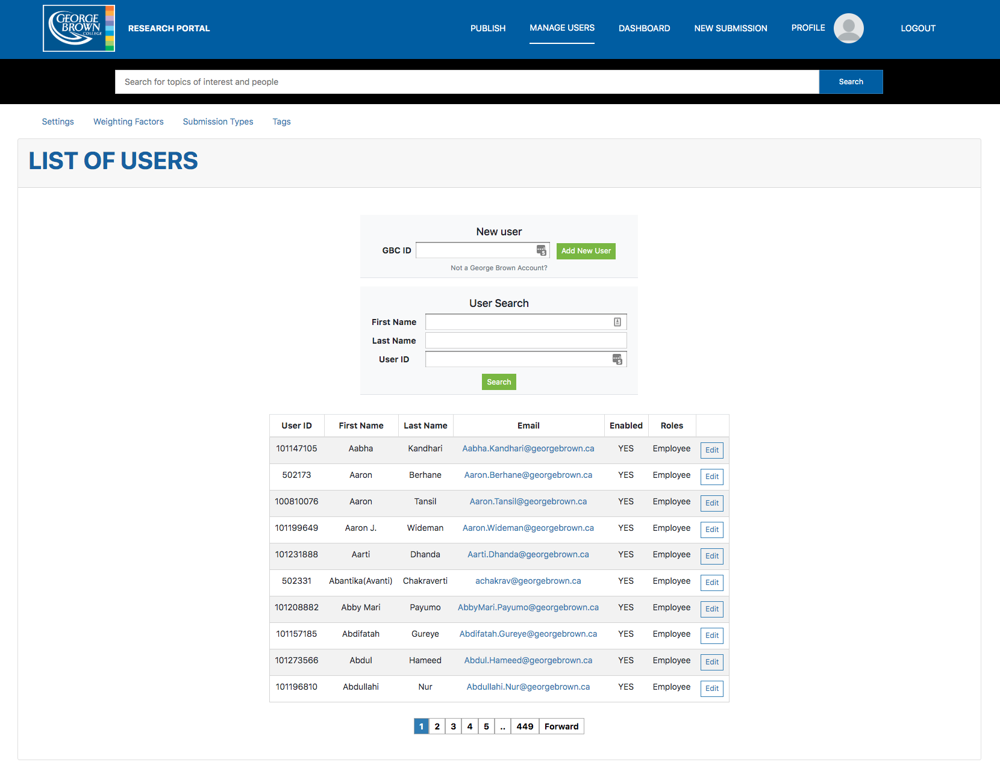 GEORGE
BROWN
COLLEGE
RESEARCH PORTAL
PUBLISH
MANAGE USERS
DASHBOARD
NEW SUBMISSION
PROFILE
LOGOUT
Search for topics of interest and people
Search
Settings
Weighting Factors
Submission Types
Tags
LIST OF USERS
New user
GBC ID
5
Add New User
Not a George Brown Account?
User Search
First Name
Last Name
User ID
5
Search
User ID First Name Last Name Email Enabled Roles
101147105 Aabha Kandhari Aabha.Kandhari@georgebrown.ca YES Employee Edit
502173 Aaron Berhane Aaron.Berhane@georgebrown.ca YES Employee Edit
100810076 Aaron Tansil Aaron.Tansil@georgebrown.ca YES Employee Edit
101199649 Aaron J. Wideman Aaron.Wideman@georgebrown.ca YES Employee Edit
101231888 Aarti Dhanda Aarti.Dhanda@georgebrown.ca YES Employee Edit
502331 Abantika(Avanti) Chakraverti achakrav@georgebrown.ca YES Employee Edit
101208882 Abby Mari Payumo AbbyMari.Payumo@georgebrown.ca YES Employee Edit
101157185 Abdifatah Gureye Abdifatah.Gureye@georgebrown.ca YES Employee Edit
101273566 Abdul Hameed Abdul.Hameed@georgebrown.ca YES Employee Edit
101196810 Abdullahi Nur Abdullahi.Nur@georgebrown.ca YES Employee Edit
1 2 3 4 5 .. 449 Forward